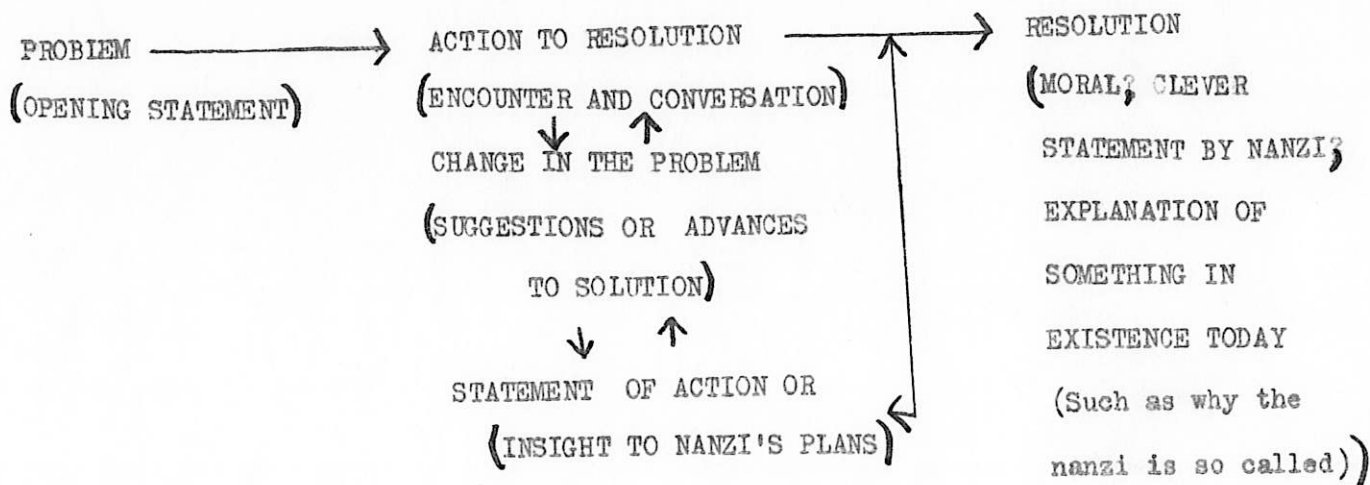 PROBLEM
(OPENING STATEMENT)
ACTION TO RESOLUTION
(ENCOUNTER AND CONVERSATION)
CHANGE IN THE PROBLEM
(SUGGESTIONS OR ADVANCES
TO SOLUTION)
STATEMENT OF ACTION OR
(INSIGHT TO NANZI'S PLANS)
RESOLUTION
(MORAL; CLEVER
STATEMENT BY NANZI;
EXPLANATION OF
SOMETHING IN
EXISTENCE TODAY
(Such as why the
nanzi is so called))